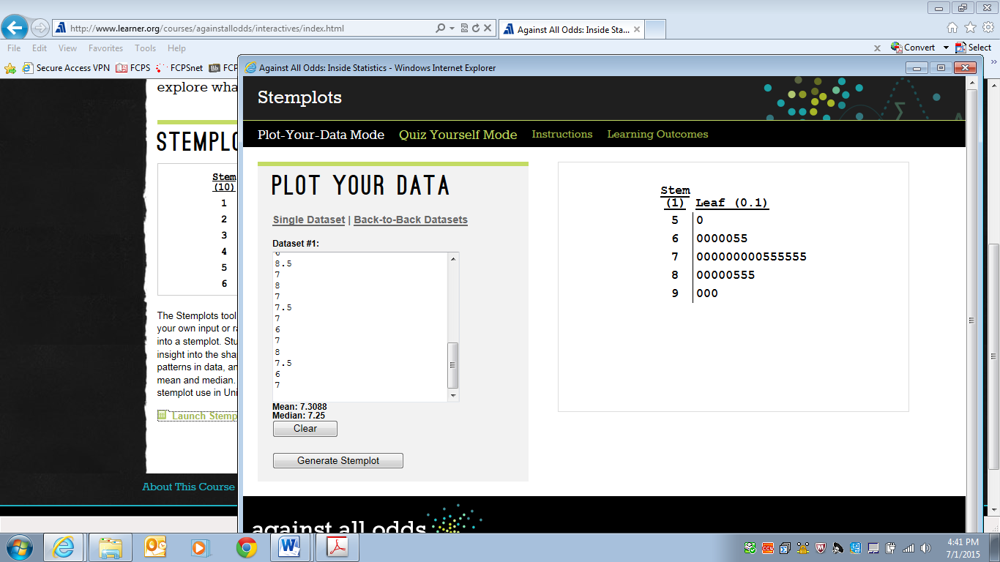 http://www.learner.org/courses/againstallodds/interactives/index.html
Against All Odds: Inside Sta...
File Edit View Favorites Tools Help
Convert Select
Secure Access VPN FCPS FCPSnet Bb FCP
Against All Odds: Inside Statistics - Windows Internet Explorer
explore wha
STEMPLO
Stem
(10)
1
2
3
4
5
6
The Stemplots tool
your own input or ra
into a stemplot. Stu
insight into the shap
patterns in data, an
mean and median.
stemplot use in Uni
Launch Stemp
About This Course
Stemplots
Plot-Your-Data Mode Quiz Yourself Mode Instructions Learning Outcomes
PLOT YOUR DATA
Single Dataset | Back-to-Back Datasets
Dataset #1:
6
8.5
7
8
7
7.5
7
6
7
8
7.5
6
7
Mean: 7.3088
Median: 7.25
Clear
Generate Stemplot
Stem
(1) Leaf (0.1)
5 0
6 0000055
7 000000000555555
8 00000555
9 000
against all odds
4:41 PM
7/1/2015